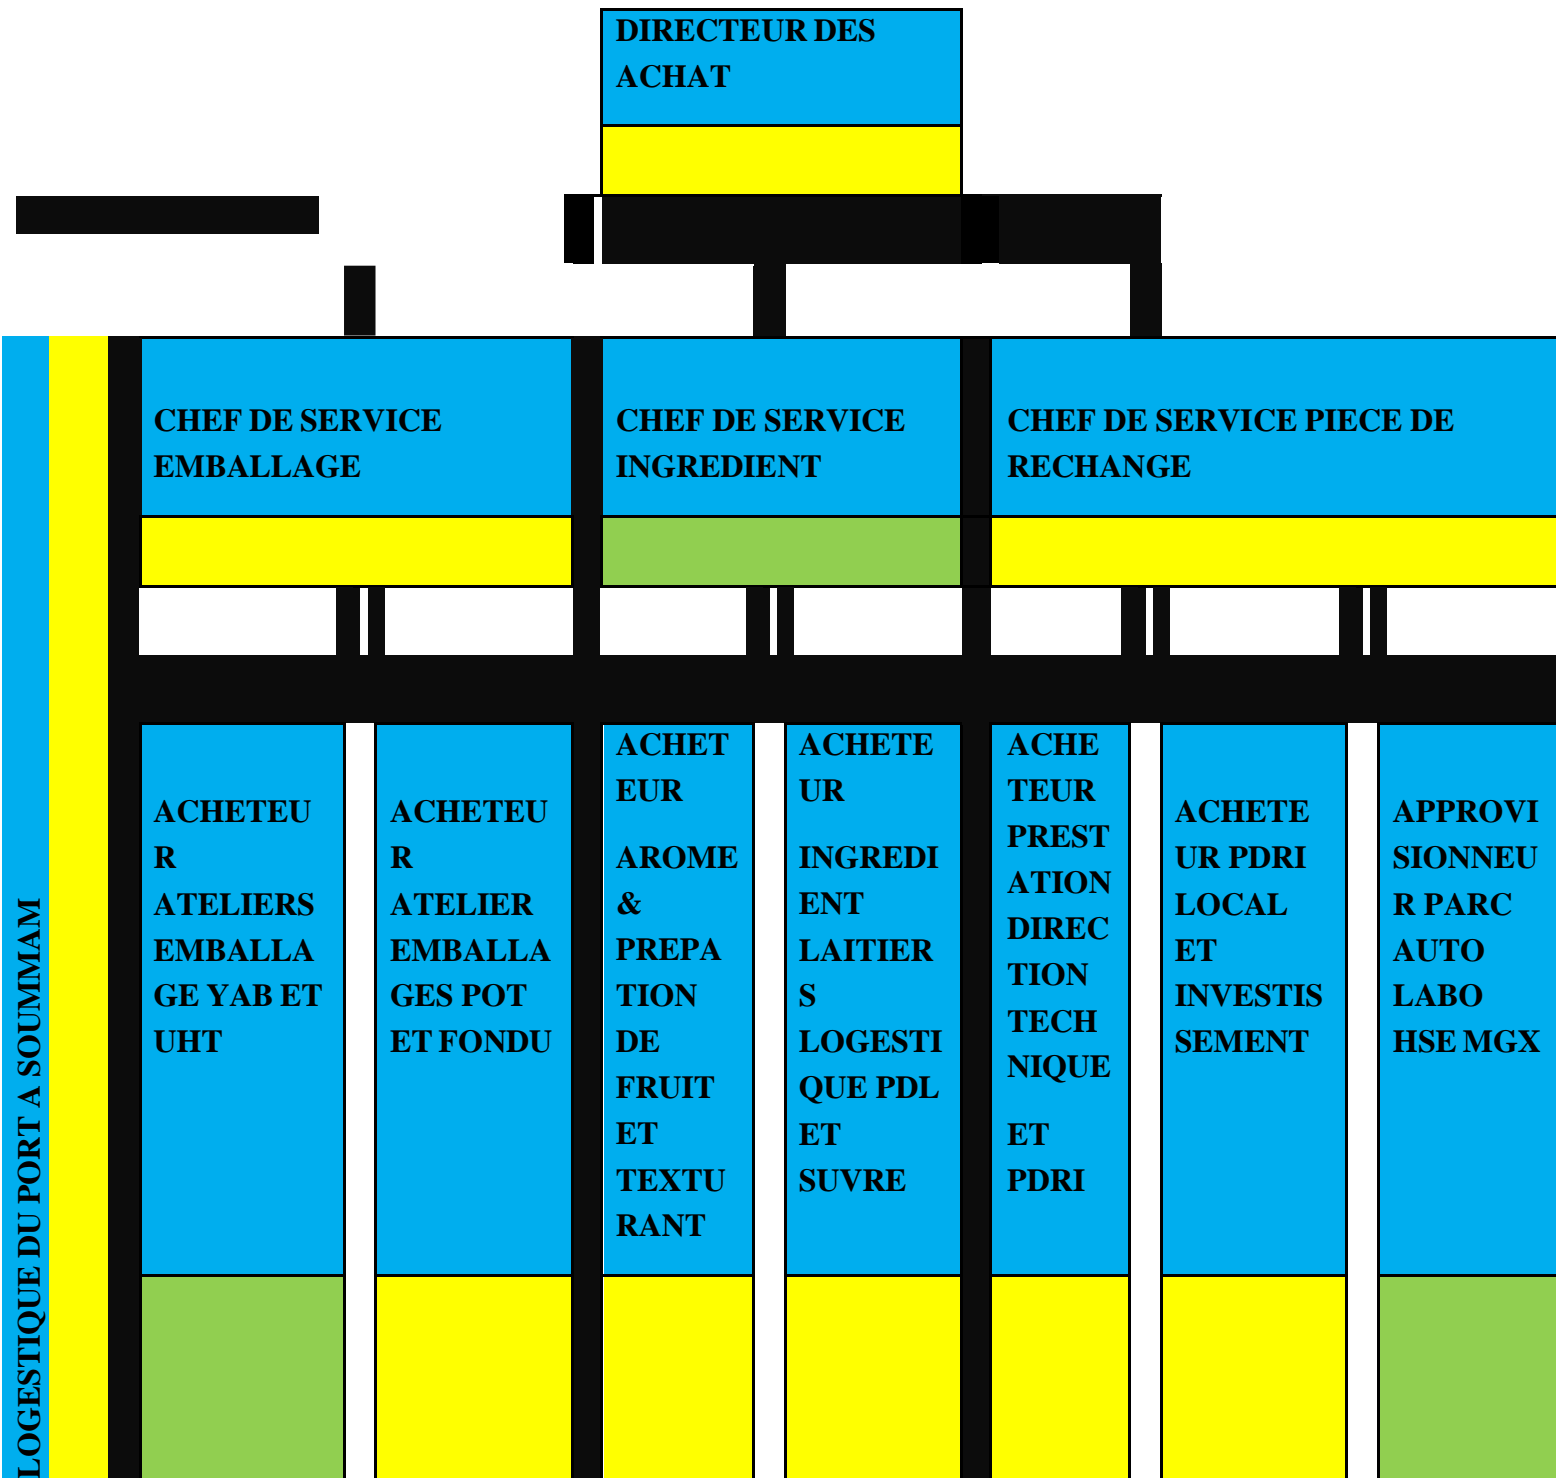 DIRECTEUR DES
ACHAT
CHEF DE SERVICE
EMBALLAGE
CHEF DE SERVICE
INGREDIENT
CHEF DE SERVICE PIECE DE
RECHANGE
LOGESTIQUE DU PORT A SOUMMAM
ACHETEU
R
ATELIERS
EMBALLA
GE YAB ET
UHT
ACHETEU
R
ATELIER
EMBALLA
GES POT
ET FONDU
ACHET
EUR
AROME
&
PREPA
TION
DE
FRUIT
ET
TEXTU
RANT
ACHETE
UR
INGREDI
ENT
LAITIER
S
LOGESTI
QUE PDL
ET
SUVRE
ACHE
TEUR
PREST
ATION
DIREC
TION
TECH
NIQUE
ET
PDRI
ACHETE
UR PDRI
LOCAL
ET
INVESTIS
SEMENT
APPROVI
SIONNEU
R PARC
AUTO
LABO
HSE MGX